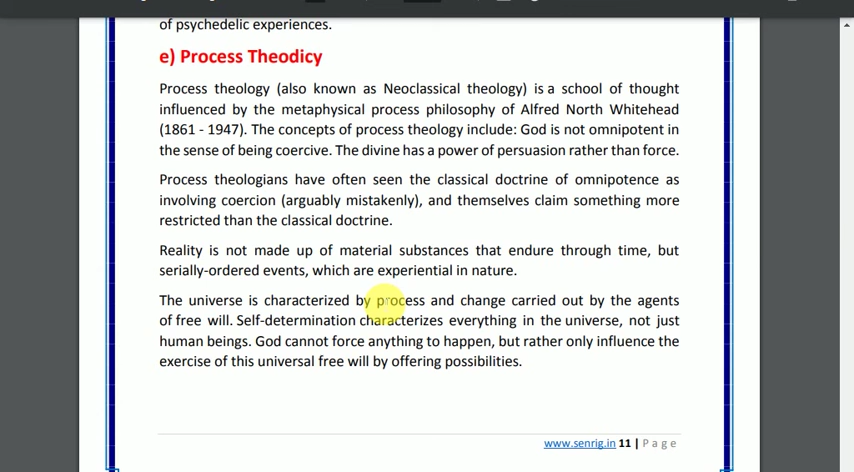 of psychedelic experiences.
e) Process Theodicy
Process theology (also known as Neoclassical theology) is a school of thought
influenced by the metaphysical process philosophy of Alfred North Whitehead
(1861 - 1947). The concepts of process theology include: God is not omnipotent in
the sense of being coercive. The divine has a power of persuasion rather than force.
Process theologians have often seen the classical doctrine of omnipotence as
involving coercion (arguably mistakenly), and themselves claim something more
restricted than the classical doctrine.
Reality is not made up of material substances that endure through time, but
serially-ordered events, which are experiential in nature.
The universe is characterized by process and change carried out by the agents
of free will. Self-determination characterizes everything in the universe, not just
human beings. God cannot force anything to happen, but rather only influence the
exercise of this universal free will by offering possibilities.
www.senrig.in 11 | P a g e